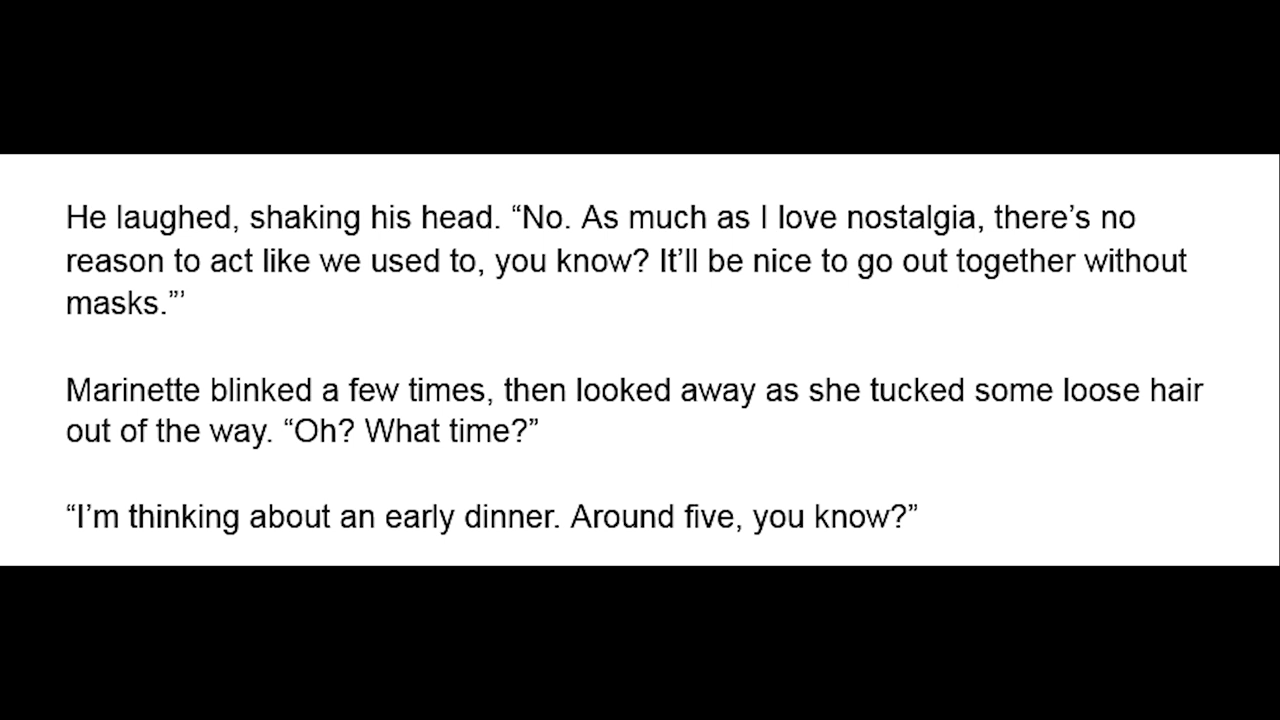 He laughed, shaking his head. “No. As much as I love nostalgia, there’s no
reason to act like we used to, you know? It’ll be nice to go out together without
masks.”’
Marinette blinked a few times, then looked away as she tucked some loose hair
out of the way. “Oh? What time?”
“I’m thinking about an early dinner. Around five, you know?”